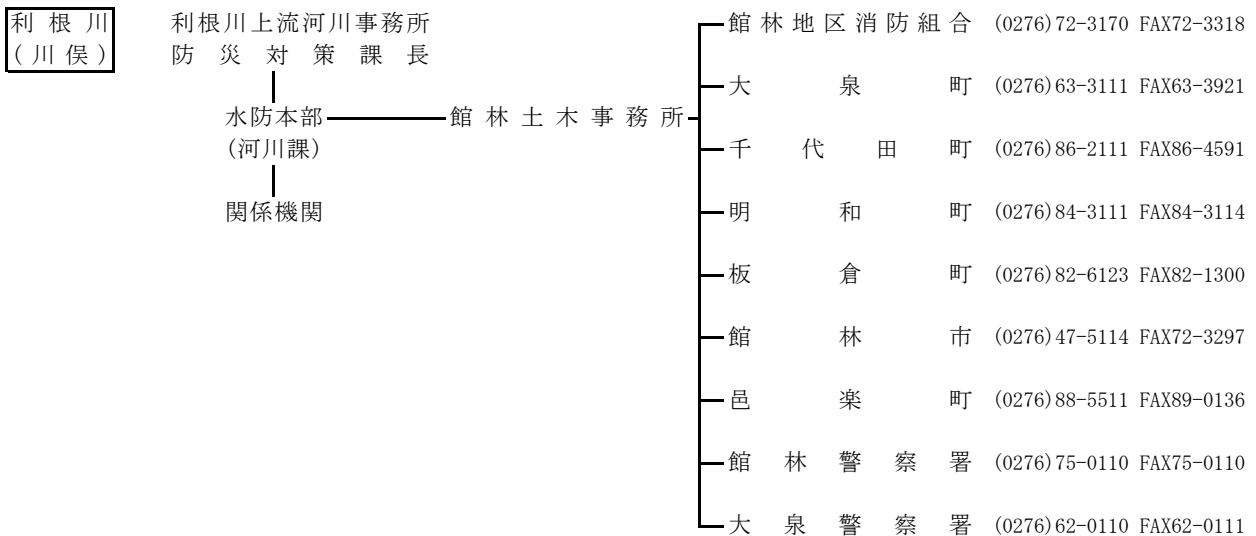 利根川 利根川上流河川事務所 館林地区消防組合 (0276)72-3170 FAX72-3318
(川俣) 防災対策課長
大泉町 (0276)63-3111 FAX63-3921
水防本部 館林土木事務所
(河川課) 千代田町 (0276)86-2111 FAX86-4591
関係機関 明和町 (0276)84-3111 FAX84-3114
板倉町 (0276)82-6123 FAX82-1300
館林市 (0276)47-5114 FAX72-3297
邑楽町 (0276)88-5511 FAX89-0136
館林警察署 (0276)75-0110 FAX75-0110
大泉警察署 (0276)62-0110 FAX62-0111